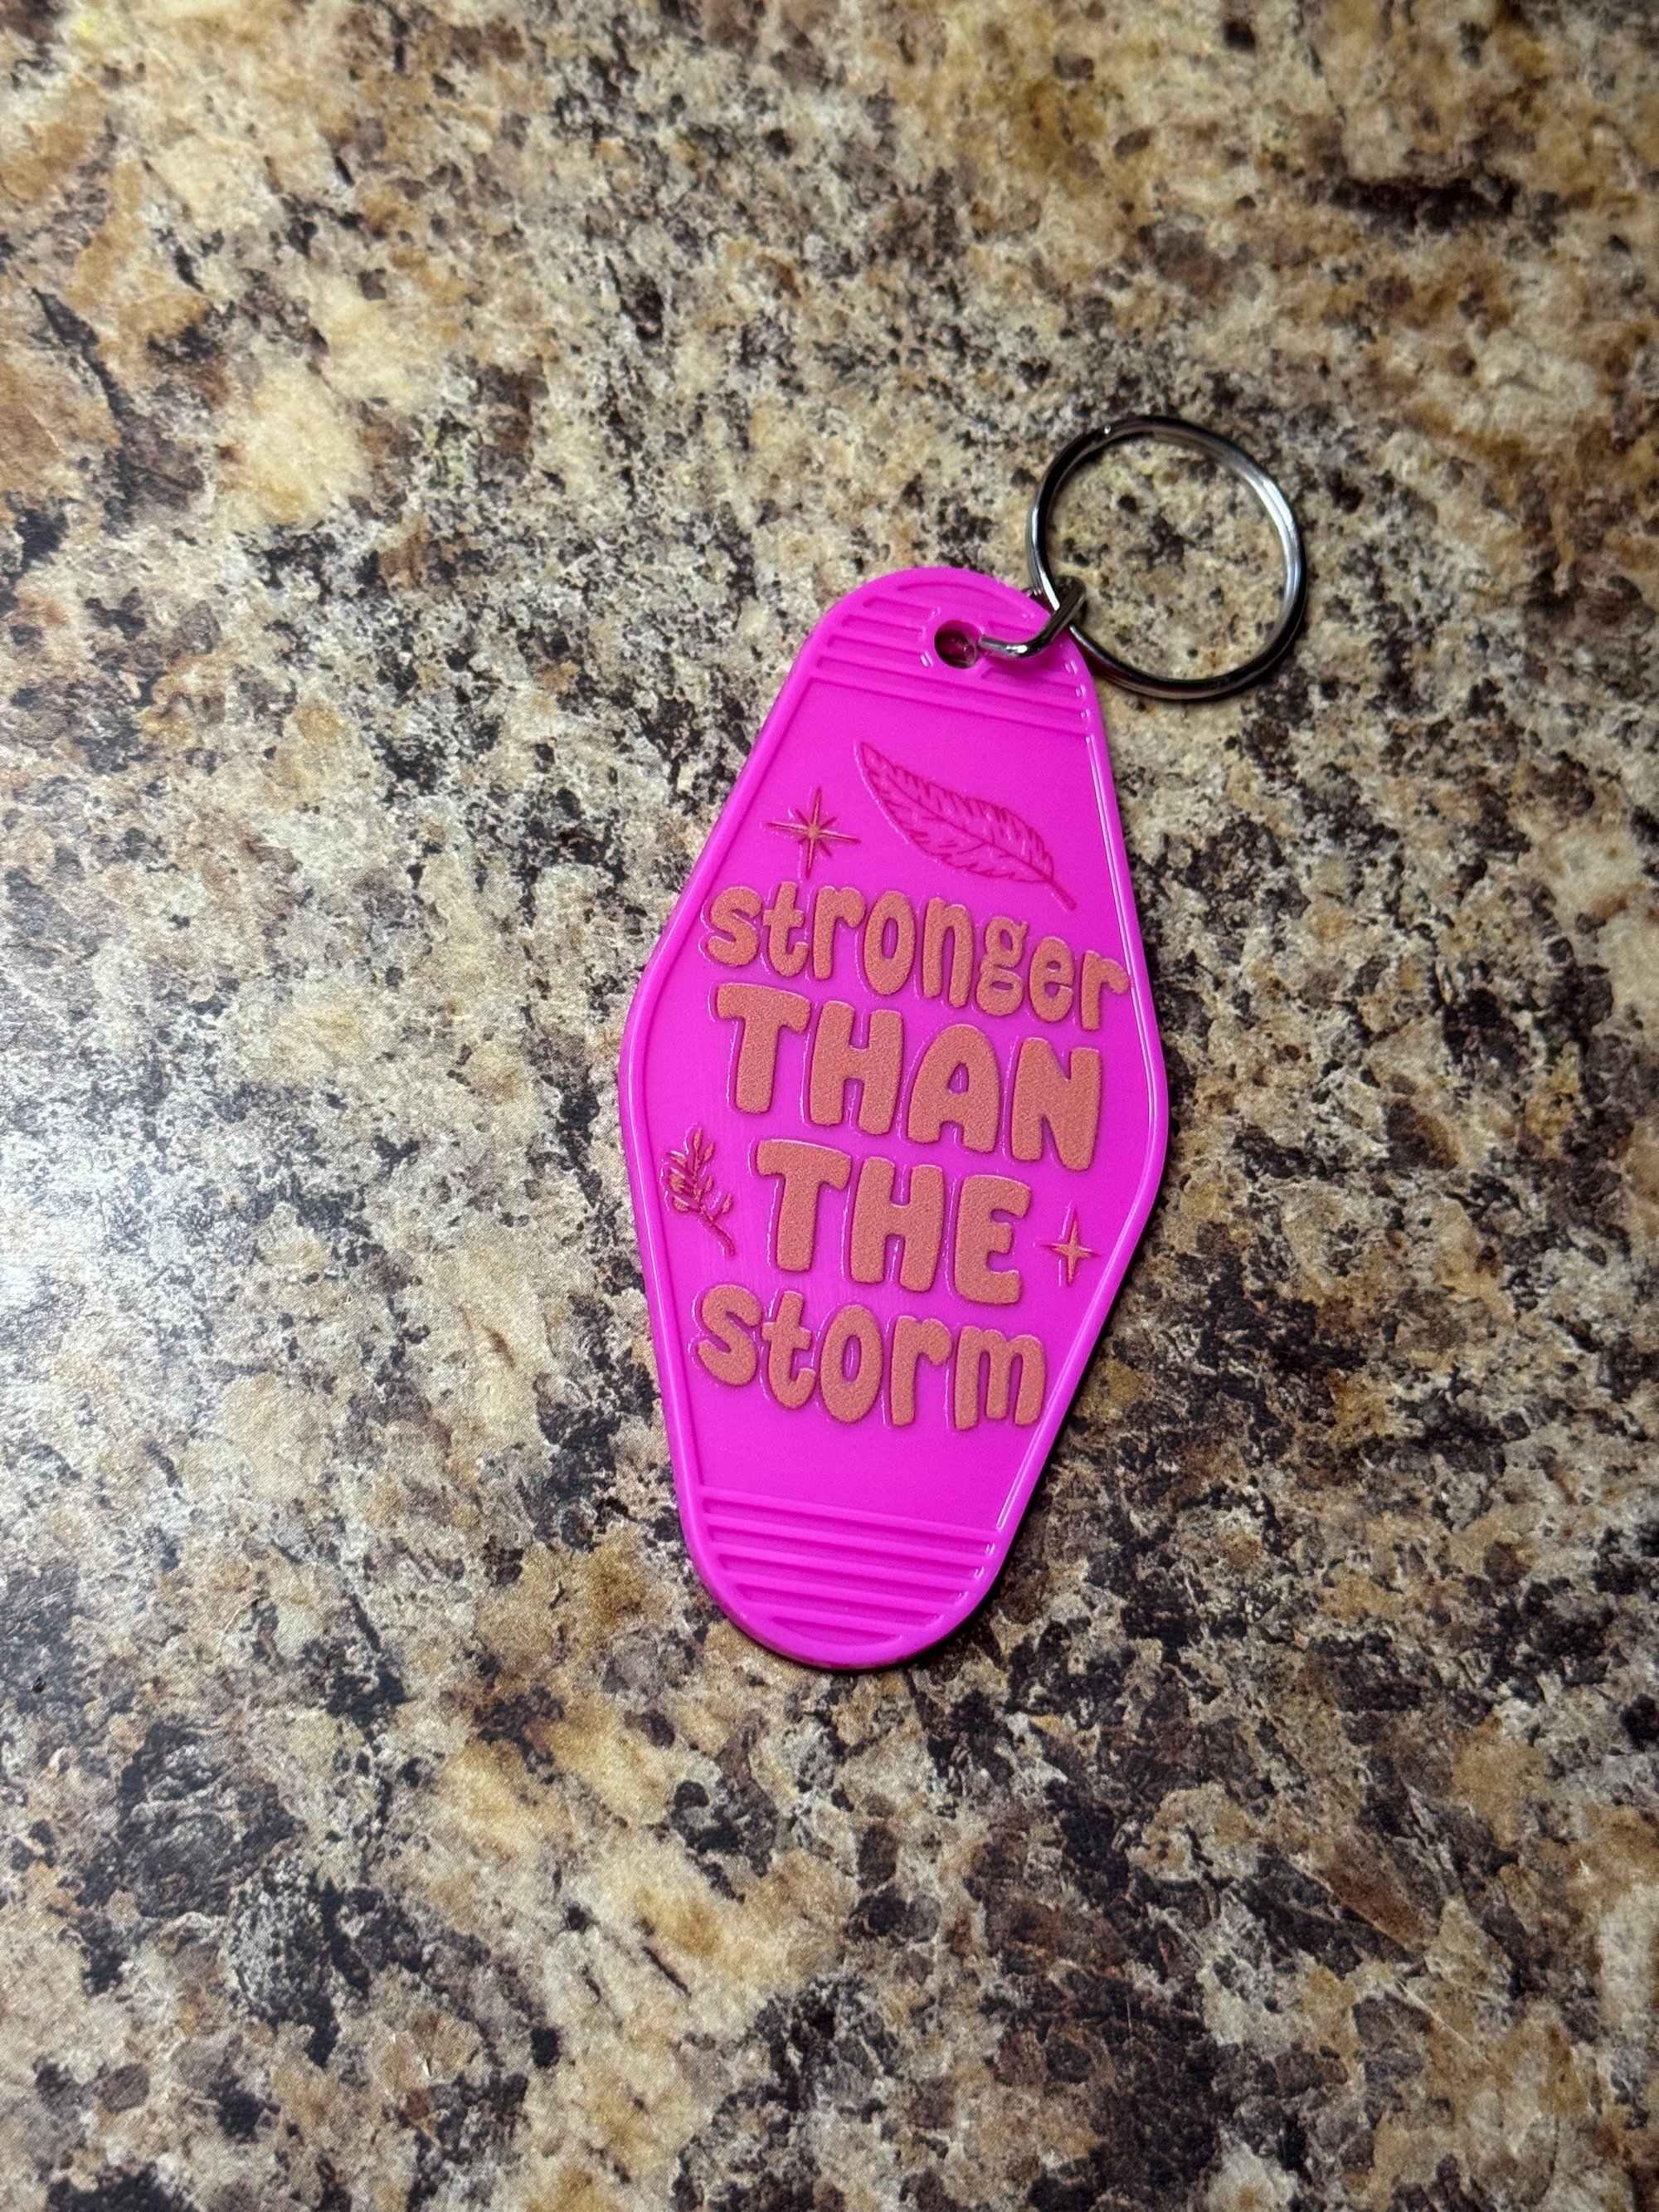 stronger
THAN
THE
storm